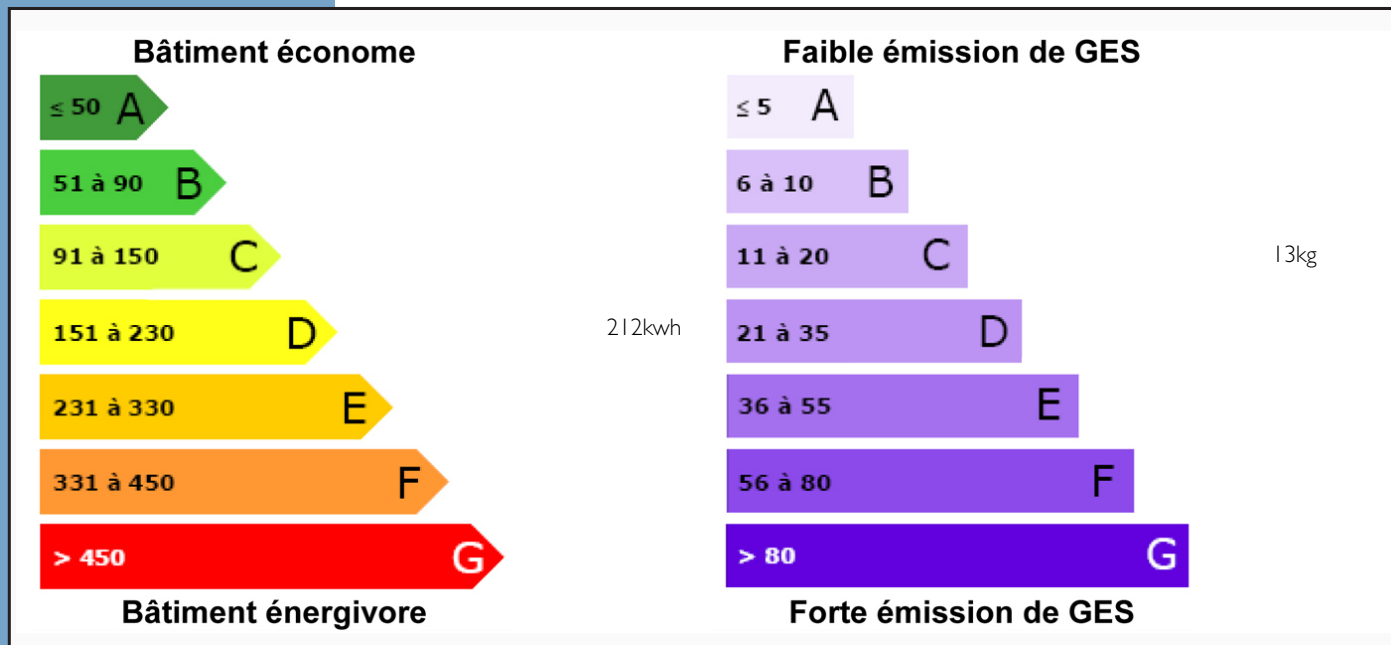 Bâtiment économe
≤ 50 A
51 à 90 B
91 à 150 C
151 à 230 D
212kwh
231 à 330 E
331 à 450 F
> 450 G
Bâtiment énergivore
Faible émission de GES
≤ 5 A
6 à 10 B
11 à 20 C
13kg
21 à 35 D
36 à 55 E
56 à 80 F
> 80 G
Forte émission de GES